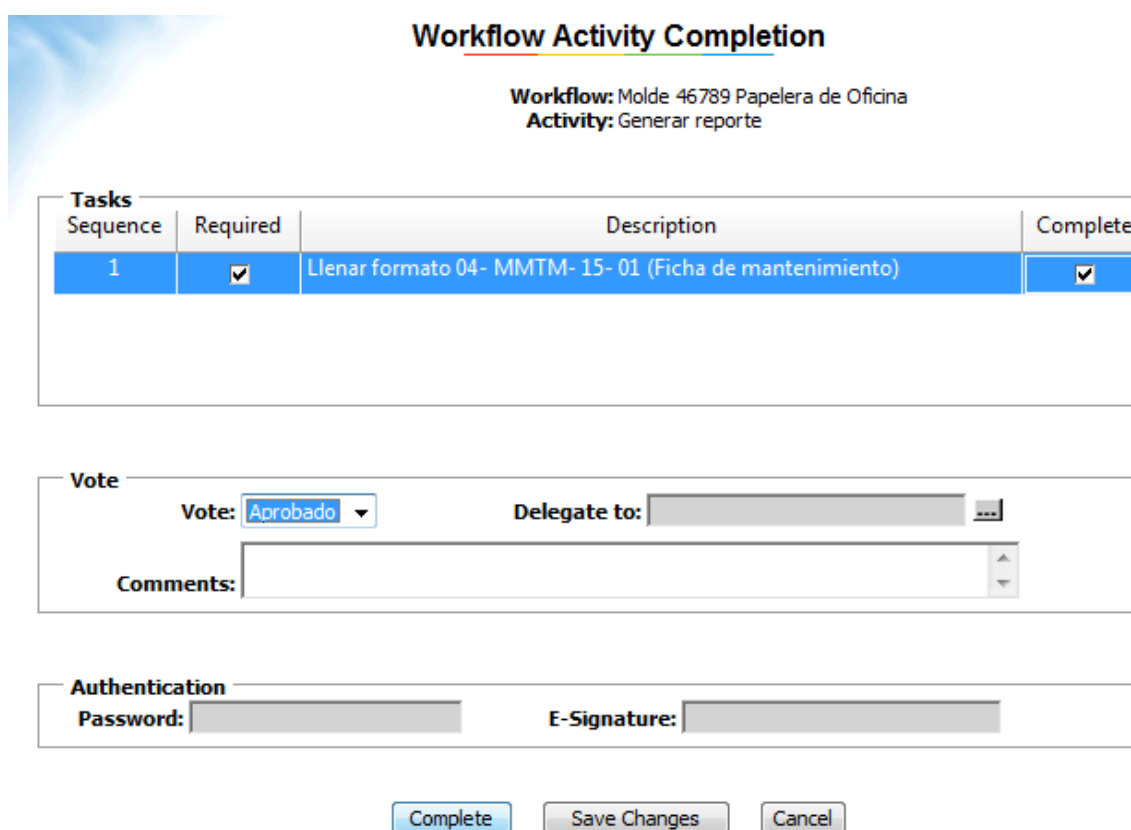 Workflow Activity Completion
Workflow: Molde 46789 Papelera de Oficina
Activity: Generar reporte
Tasks
Sequence Required Description Complete
1 Llenar formato 04- MMTM- 15- 01 (Ficha de mantenimiento)
Vote
Vote: Aprobado Delegate to: ...
Comments:
Authentication
Password: E-Signature:
Complete Save Changes Cancel